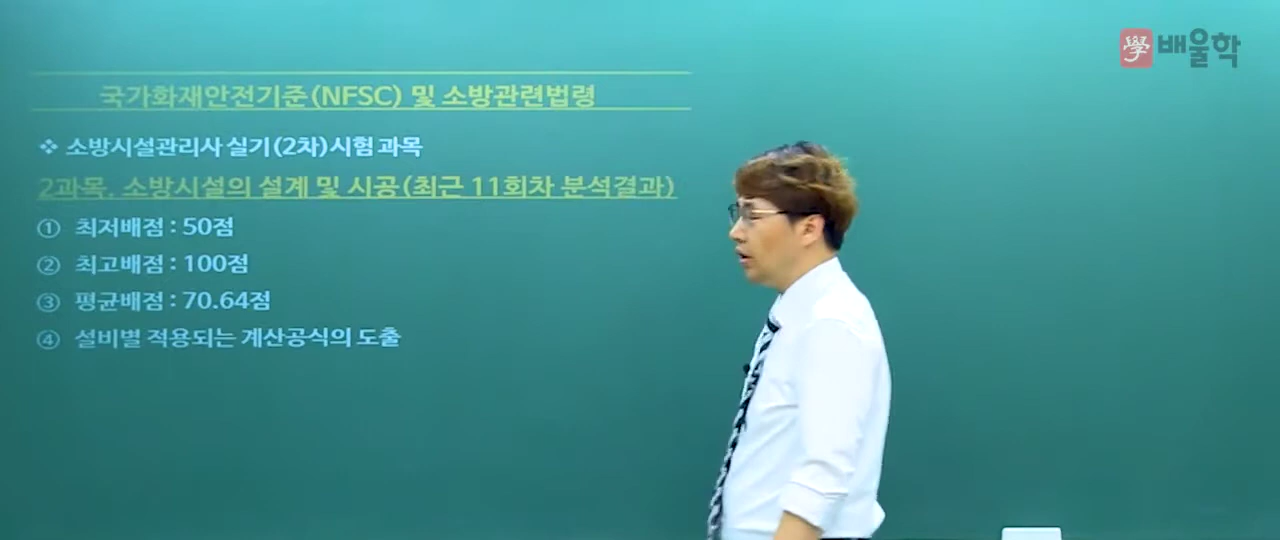 學 배울학
국가화재안전기준(NFSC) 및 소방관련법령
❖ 소방시설관리사 실기(2차)시험 과목
2과목. 소방시설의 설계 및 시공(최근 11회차 분석결과)
① 최저배점 : 50점
② 최고배점 : 100점
③ 평균배점 : 70.64점
④ 설비별 적용되는 계산공식의 도출